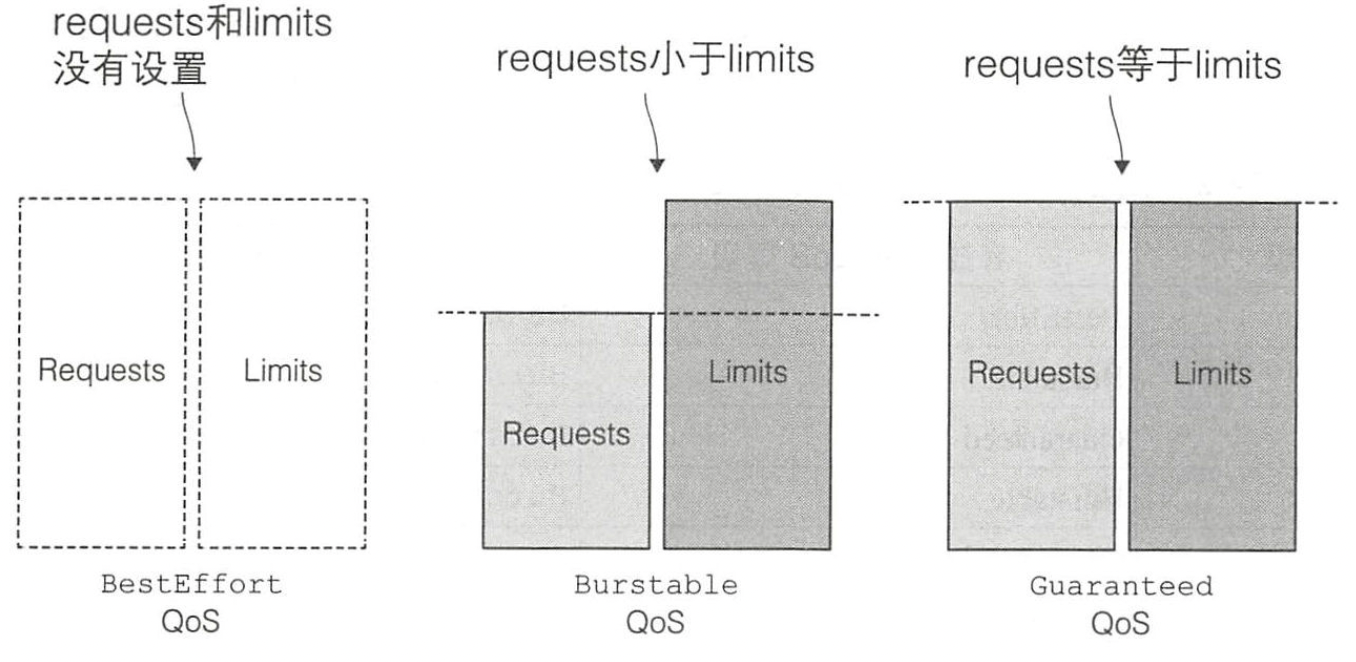 requests和limits
没有设置
requests小于limits
requests等于limits
Requests
Limits
Requests
Limits
Requests
Limits
BestEffort
QoS
Burstable
QoS
Guaranteed
QoS